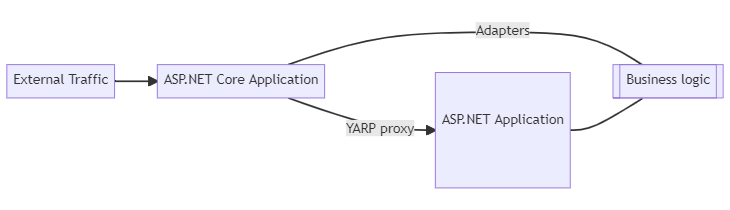 External Traffic
ASP.NET Core Application
Adapters
YARP proxy
ASP.NET Application
Business logic